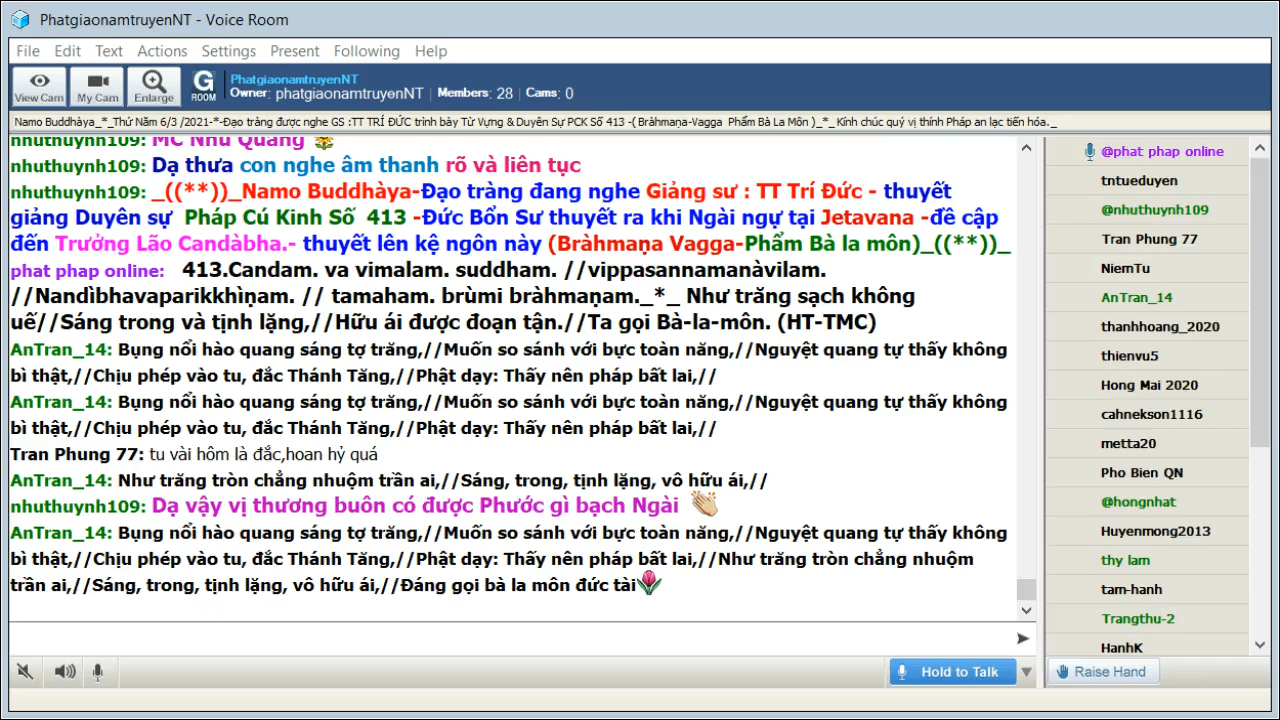 PhatgiaonamtruyenNT - Voice Room
File Edit Text Actions Settings Present Following Help
View Cam My Cam Enlarge G ROOM
PhatgiaonamtruyenNT
Owner: phatgiaonamtruyenNT | Members: 28 | Cams: 0
Namo Buddhàya_*_Thứ Năm 6/3 /2021-*-Đạo tràng được nghe GS :TT TRÍ ĐỨC trình bày Từ Vựng & Duyên Sự PCK Số 413 -( Bràhmaṇa-Vagga Phẩm Bà La Môn )_*_ Kính chúc quý vị thính Pháp an lạc tiến hóa._
nhuthuynh109: MC Như Quang
nhuthuynh109: Dạ thưa con nghe âm thanh rõ và liên tục
nhuthuynh109: _((**))_Namo Buddhàya-Đạo tràng đang nghe Giảng sư : TT Trí Đức - thuyết
giảng Duyên sự Pháp Cú Kinh Số 413 -Đức Bổn Sư thuyết ra khi Ngài ngự tại Jetavana -đề cập
đến Trưởng Lão Candàbha.- thuyết lên kệ ngôn này (Bràhmaṇa Vagga-Phẩm Bà la môn)_((**))_
phat phap online: 413.Candam. va vimalam. suddham. //vippasannamanàvilam.
//Nandìbhavaparikkhìṇam. // tamaham. brùmi bràhmaṇam._*_ Như trăng sạch không
uế//Sáng trong và tịnh lặng,//Hữu ái được đoạn tận.//Ta gọi Bà-la-môn. (HT-TMC)
AnTran_14: Bụng nổi hào quang sáng tợ trăng,//Muốn so sánh với bực toàn năng,//Nguyệt quang tự thấy không
bì thật,//Chịu phép vào tu, đắc Thánh Tăng,//Phật dạy: Thấy nên pháp bất lai,//
AnTran_14: Bụng nổi hào quang sáng tợ trăng,//Muốn so sánh với bực toàn năng,//Nguyệt quang tự thấy không
bì thật,//Chịu phép vào tu, đắc Thánh Tăng,//Phật dạy: Thấy nên pháp bất lai,//
Tran Phung 77: tu vài hôm là đắc,hoan hỷ quá
AnTran_14: Như trăng tròn chẳng nhuộm trần ai,//Sáng, trong, tịnh lặng, vô hữu ái,//
nhuthuynh109: Dạ vậy vị thương buôn có được Phước gì bạch Ngài
AnTran_14: Bụng nổi hào quang sáng tợ trăng,//Muốn so sánh với bực toàn năng,//Nguyệt quang tự thấy không
bì thật,//Chịu phép vào tu, đắc Thánh Tăng,//Phật dạy: Thấy nên pháp bất lai,//Như trăng tròn chẳng nhuộm
trần ai,//Sáng, trong, tịnh lặng, vô hữu ái,//Đáng gọi bà la môn đức tài
@phat phap online
tntueduyen
@nhuthuynh109
Tran Phung 77
NiemTu
AnTran_14
thanhhoang_2020
thienvu5
Hong Mai 2020
cahnekson1116
metta20
Pho Bien QN
@hongnhat
Huyenmong2013
thy lam
tam-hanh
Trangthu-2
HanhK
Hold to Talk
Raise Hand